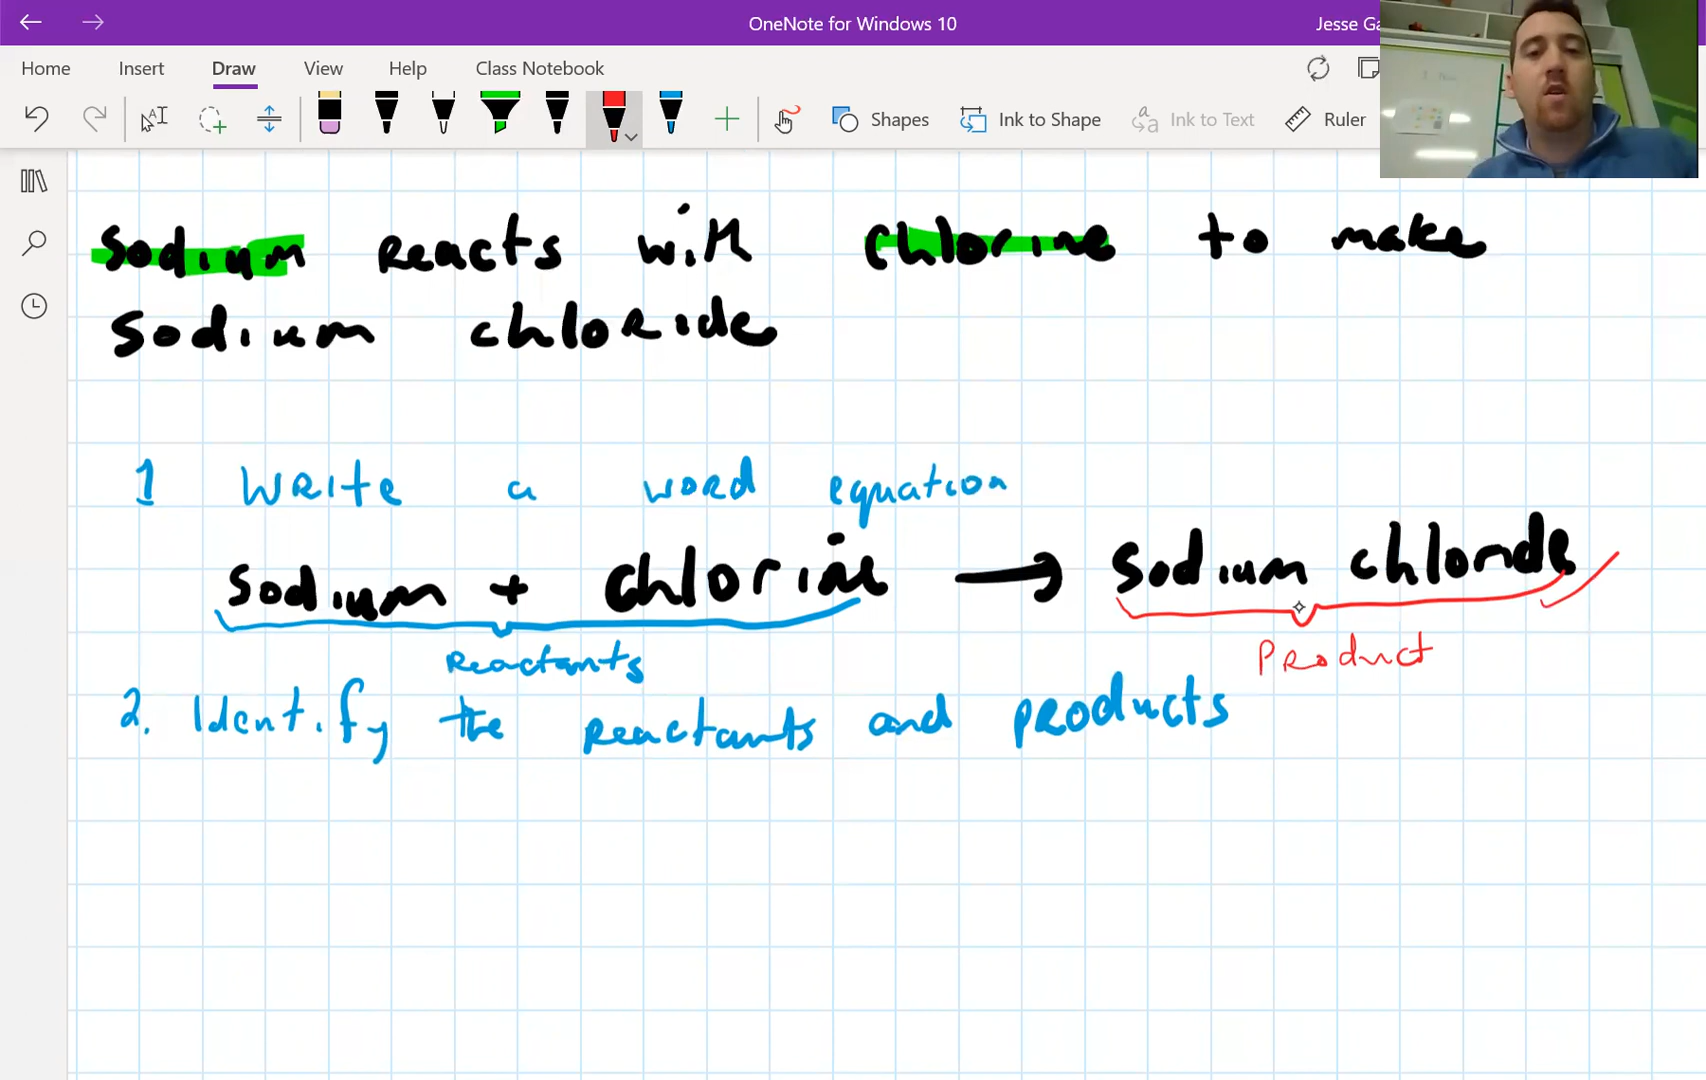 OneNote for Windows 10
Jesse Ga
Home Insert Draw View Help Class Notebook
Shapes Ink to Shape Ink to Text Ruler
sodium reacts with chlorine to make
sodium chloride
1 Write a word equation
sodium + chlorine → sodium chloride
Reactants Product
2. Identify the reactants and products